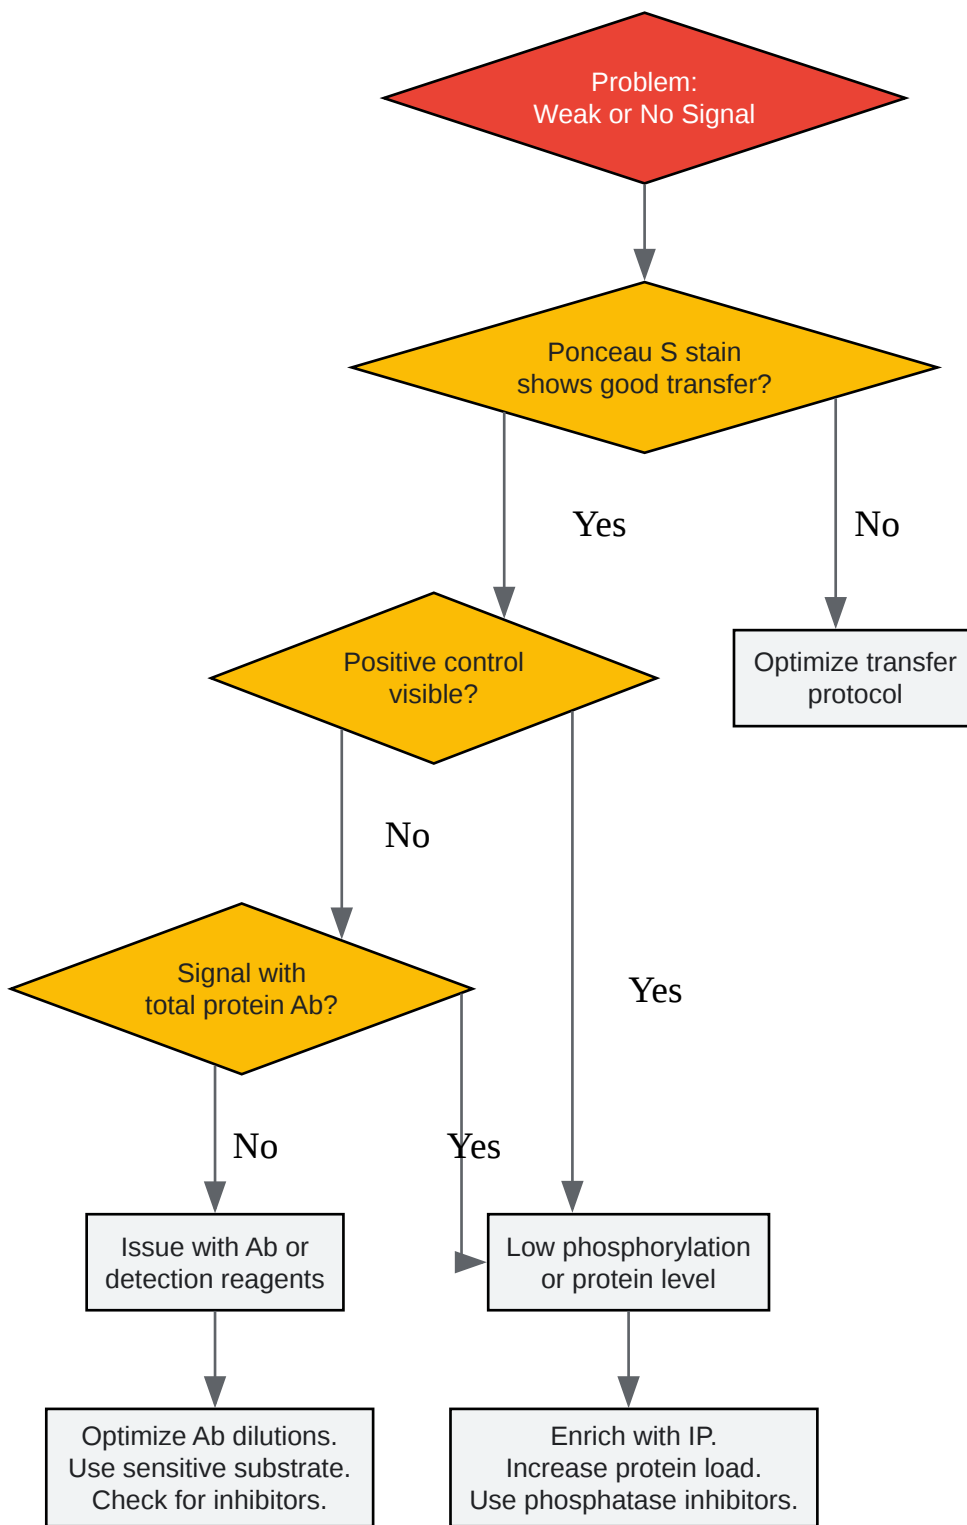 Problem:
Weak or No Signal
Ponceau S stain
shows good transfer?
Yes
No
Positive control
visible?
Optimize transfer
protocol
No
Signal with
total protein Ab?
Yes
No
Yes
Issue with Ab or
detection reagents
Low phosphorylation
or protein level
Optimize Ab dilutions.
Use sensitive substrate.
Check for inhibitors.
Enrich with IP.
Increase protein load.
Use phosphatase inhibitors.